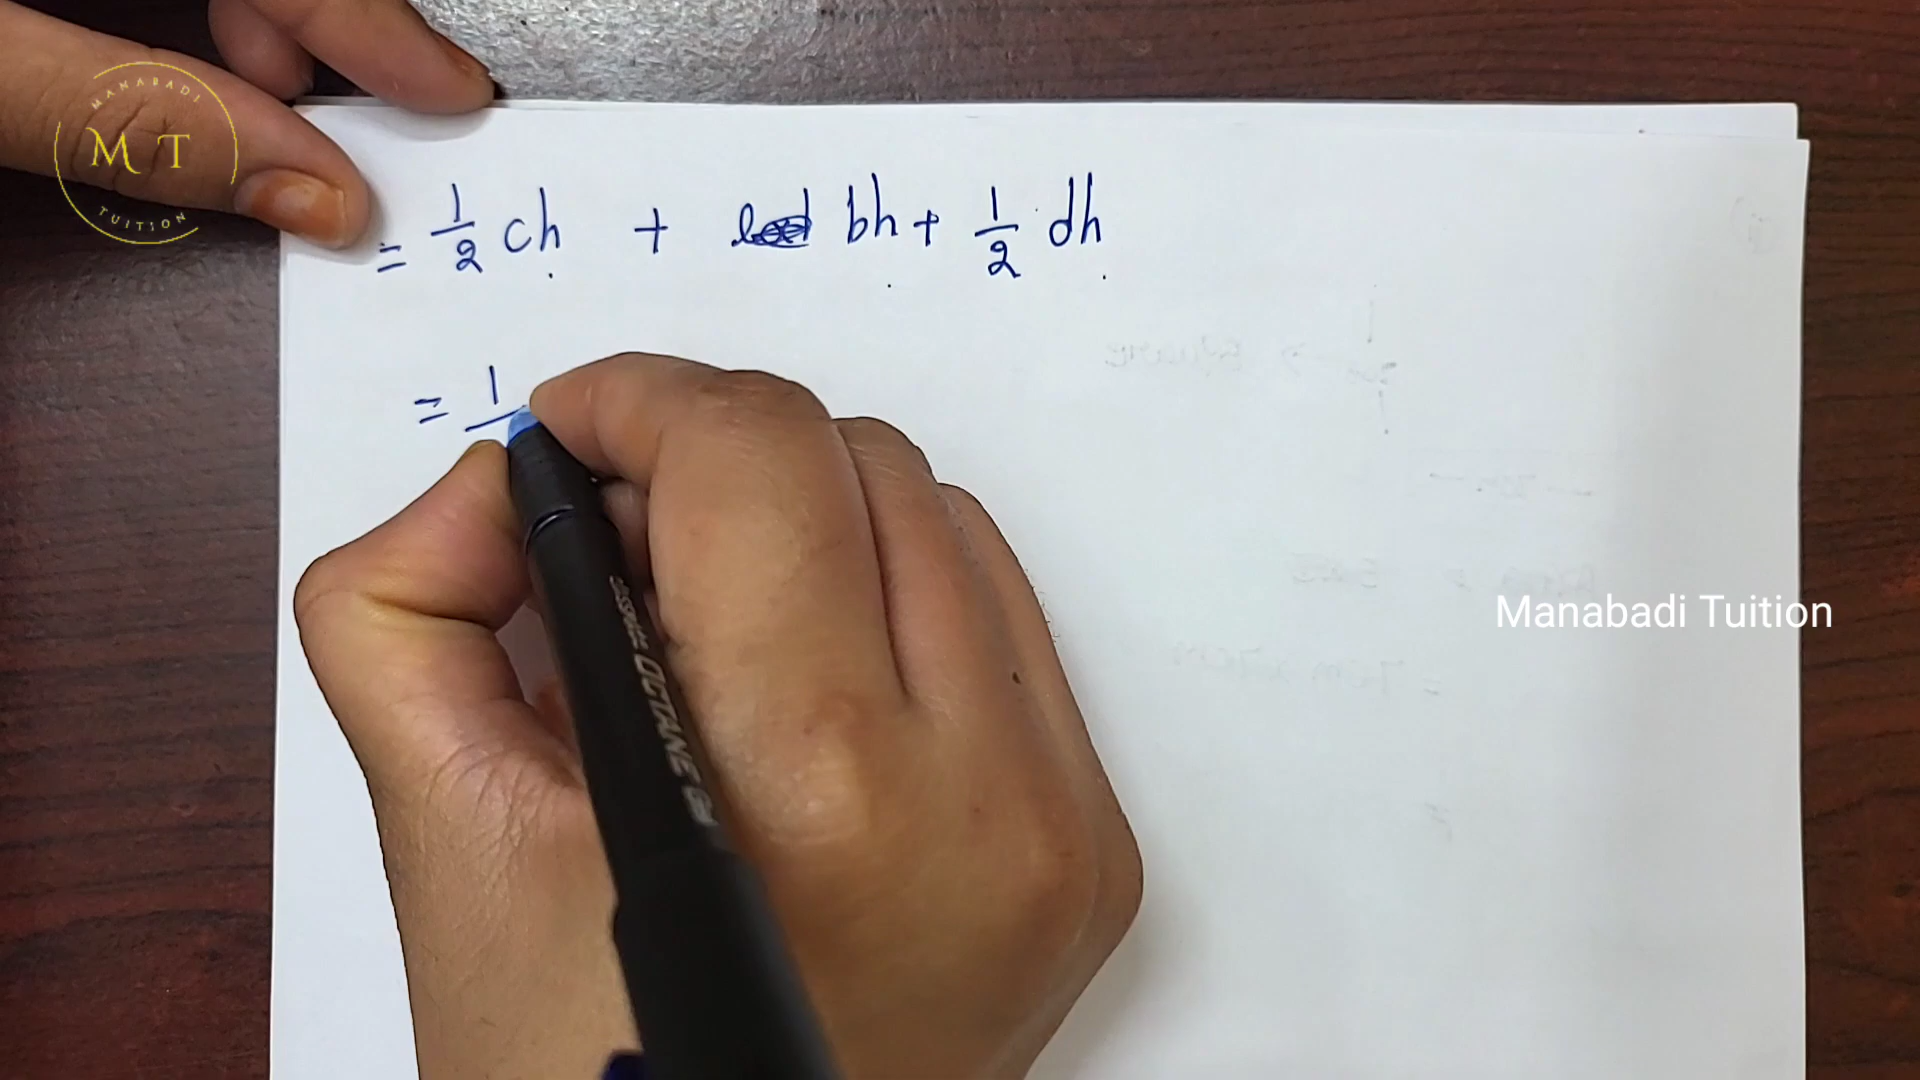 MANABADI
MT
TUITION
= 1/2 ch + bh + 1/2 dh
= 1
Manabadi Tuition
OCTANE